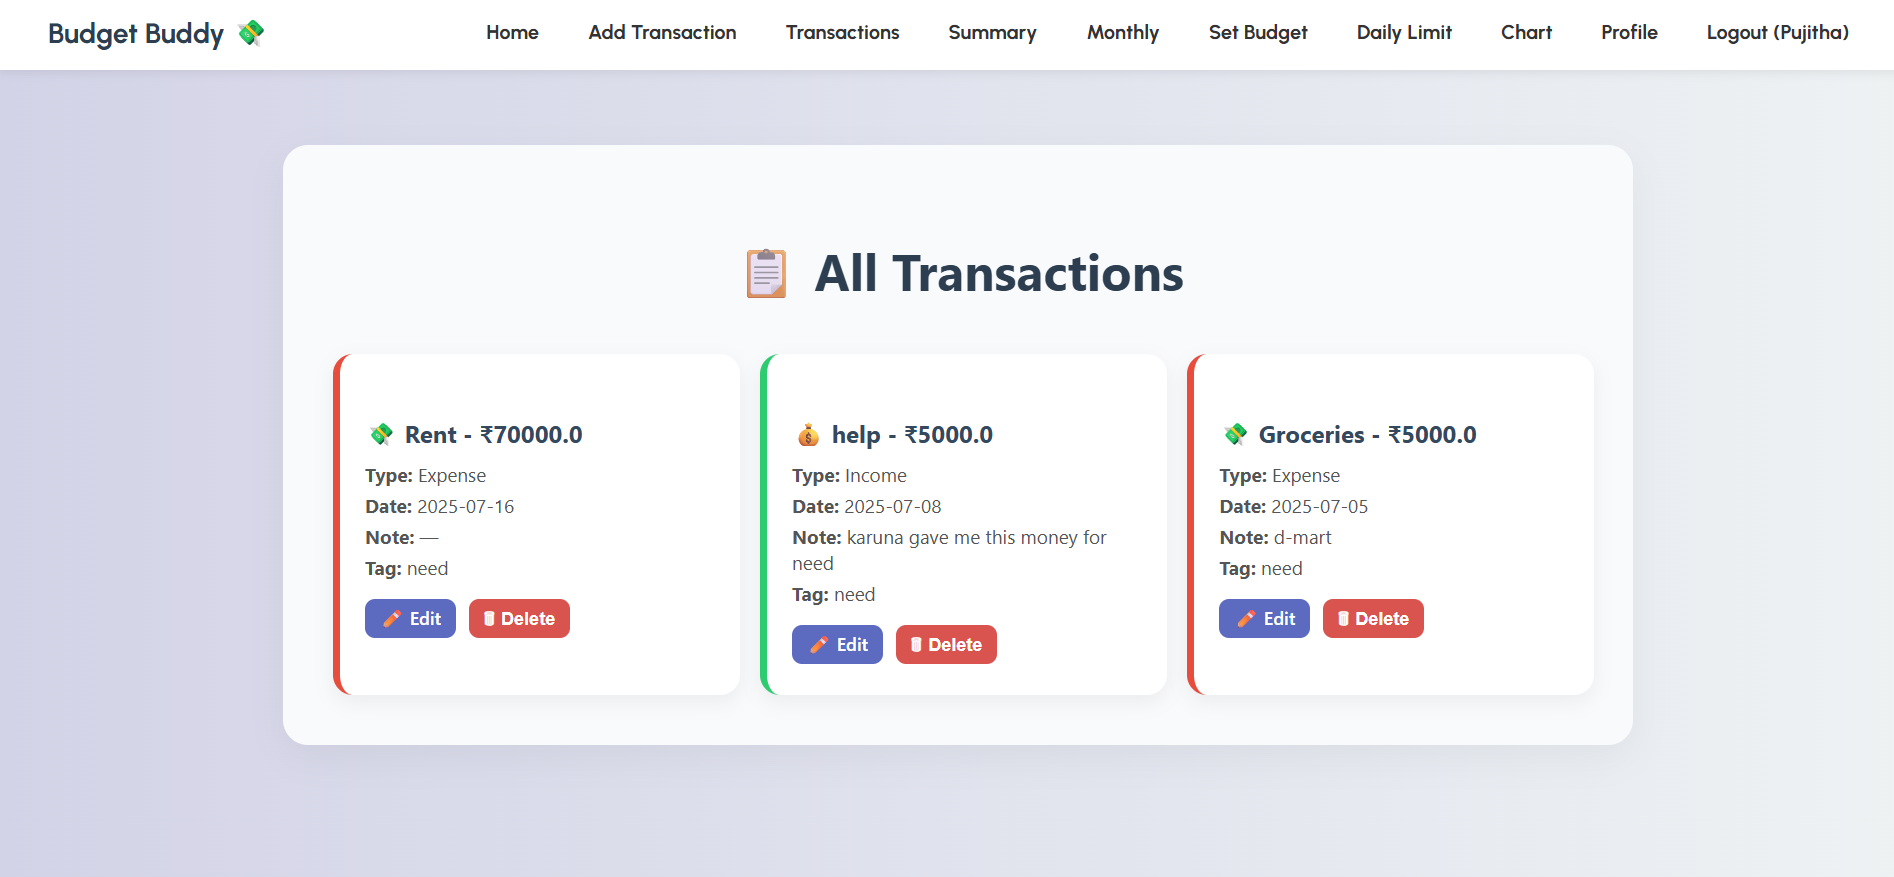 Budget Buddy 💸
Home Add Transaction Transactions Summary Monthly Set Budget Daily Limit Chart Profile Logout (Pujitha)
📋 All Transactions
💸 Rent - ₹70000.0
Type: Expense
Date: 2025-07-16
Note: —
Tag: need
✏️ Edit 🗑 Delete
💰 help - ₹5000.0
Type: Income
Date: 2025-07-08
Note: karuna gave me this money for
need
Tag: need
✏️ Edit 🗑 Delete
💸 Groceries - ₹5000.0
Type: Expense
Date: 2025-07-05
Note: d-mart
Tag: need
✏️ Edit 🗑 Delete